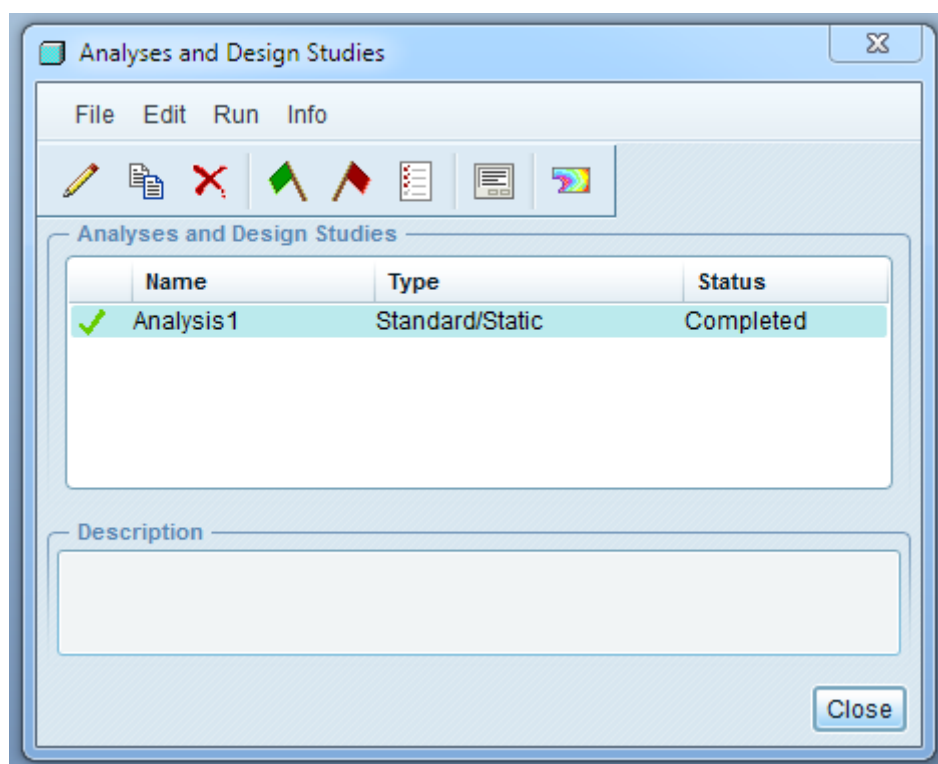 Analyses and Design Studies
File Edit Run Info
Analyses and Design Studies
Name Type Status
Analysis1 Standard/Static Completed
Description
Close